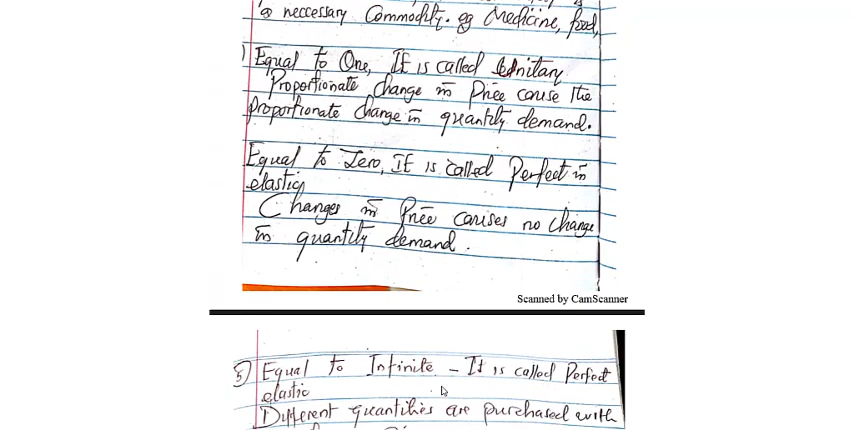 a neccessary Commodity. eg Medicine, food,
) Equal to One, It is called Unitary
Proportionate change in Price cause the
proportionate change in quantity demand.
Equal to Zero, It is called Perfect in
elastic
Changes in Price causes no change
in quantity demand.
Scanned by CamScanner
5) Equal to Infinite - It is called Perfect
elastic
Different quantities are purchased with